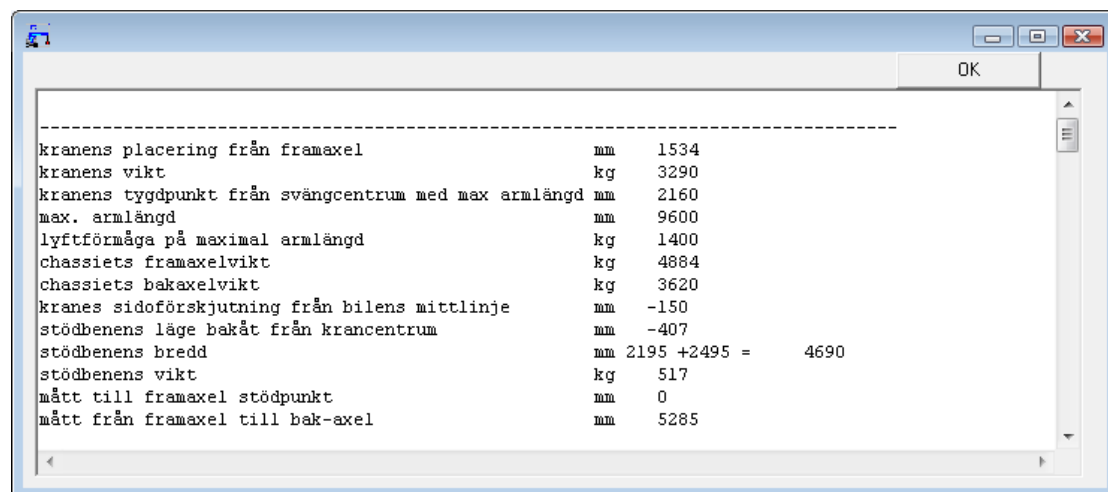 OK
--------------------------------------------------------------------------------
kranens placering från framaxel mm 1534
kranens vikt kg 3290
kranens tygdpunkt från svängcentrum med max armlängd mm 2160
max. armlängd mm 9600
lyftförmåga på maximal armlängd kg 1400
chassiets framaxelvikt kg 4884
chassiets bakaxelvikt kg 3620
kranes sidoförskjutning från bilens mittlinje mm -150
stödbenens läge bakåt från krancentrum mm -407
stödbenens bredd mm 2195 +2495 = 4690
stödbenens vikt kg 517
mått till framaxel stödpunkt mm 0
mått från framaxel till bak-axel mm 5285